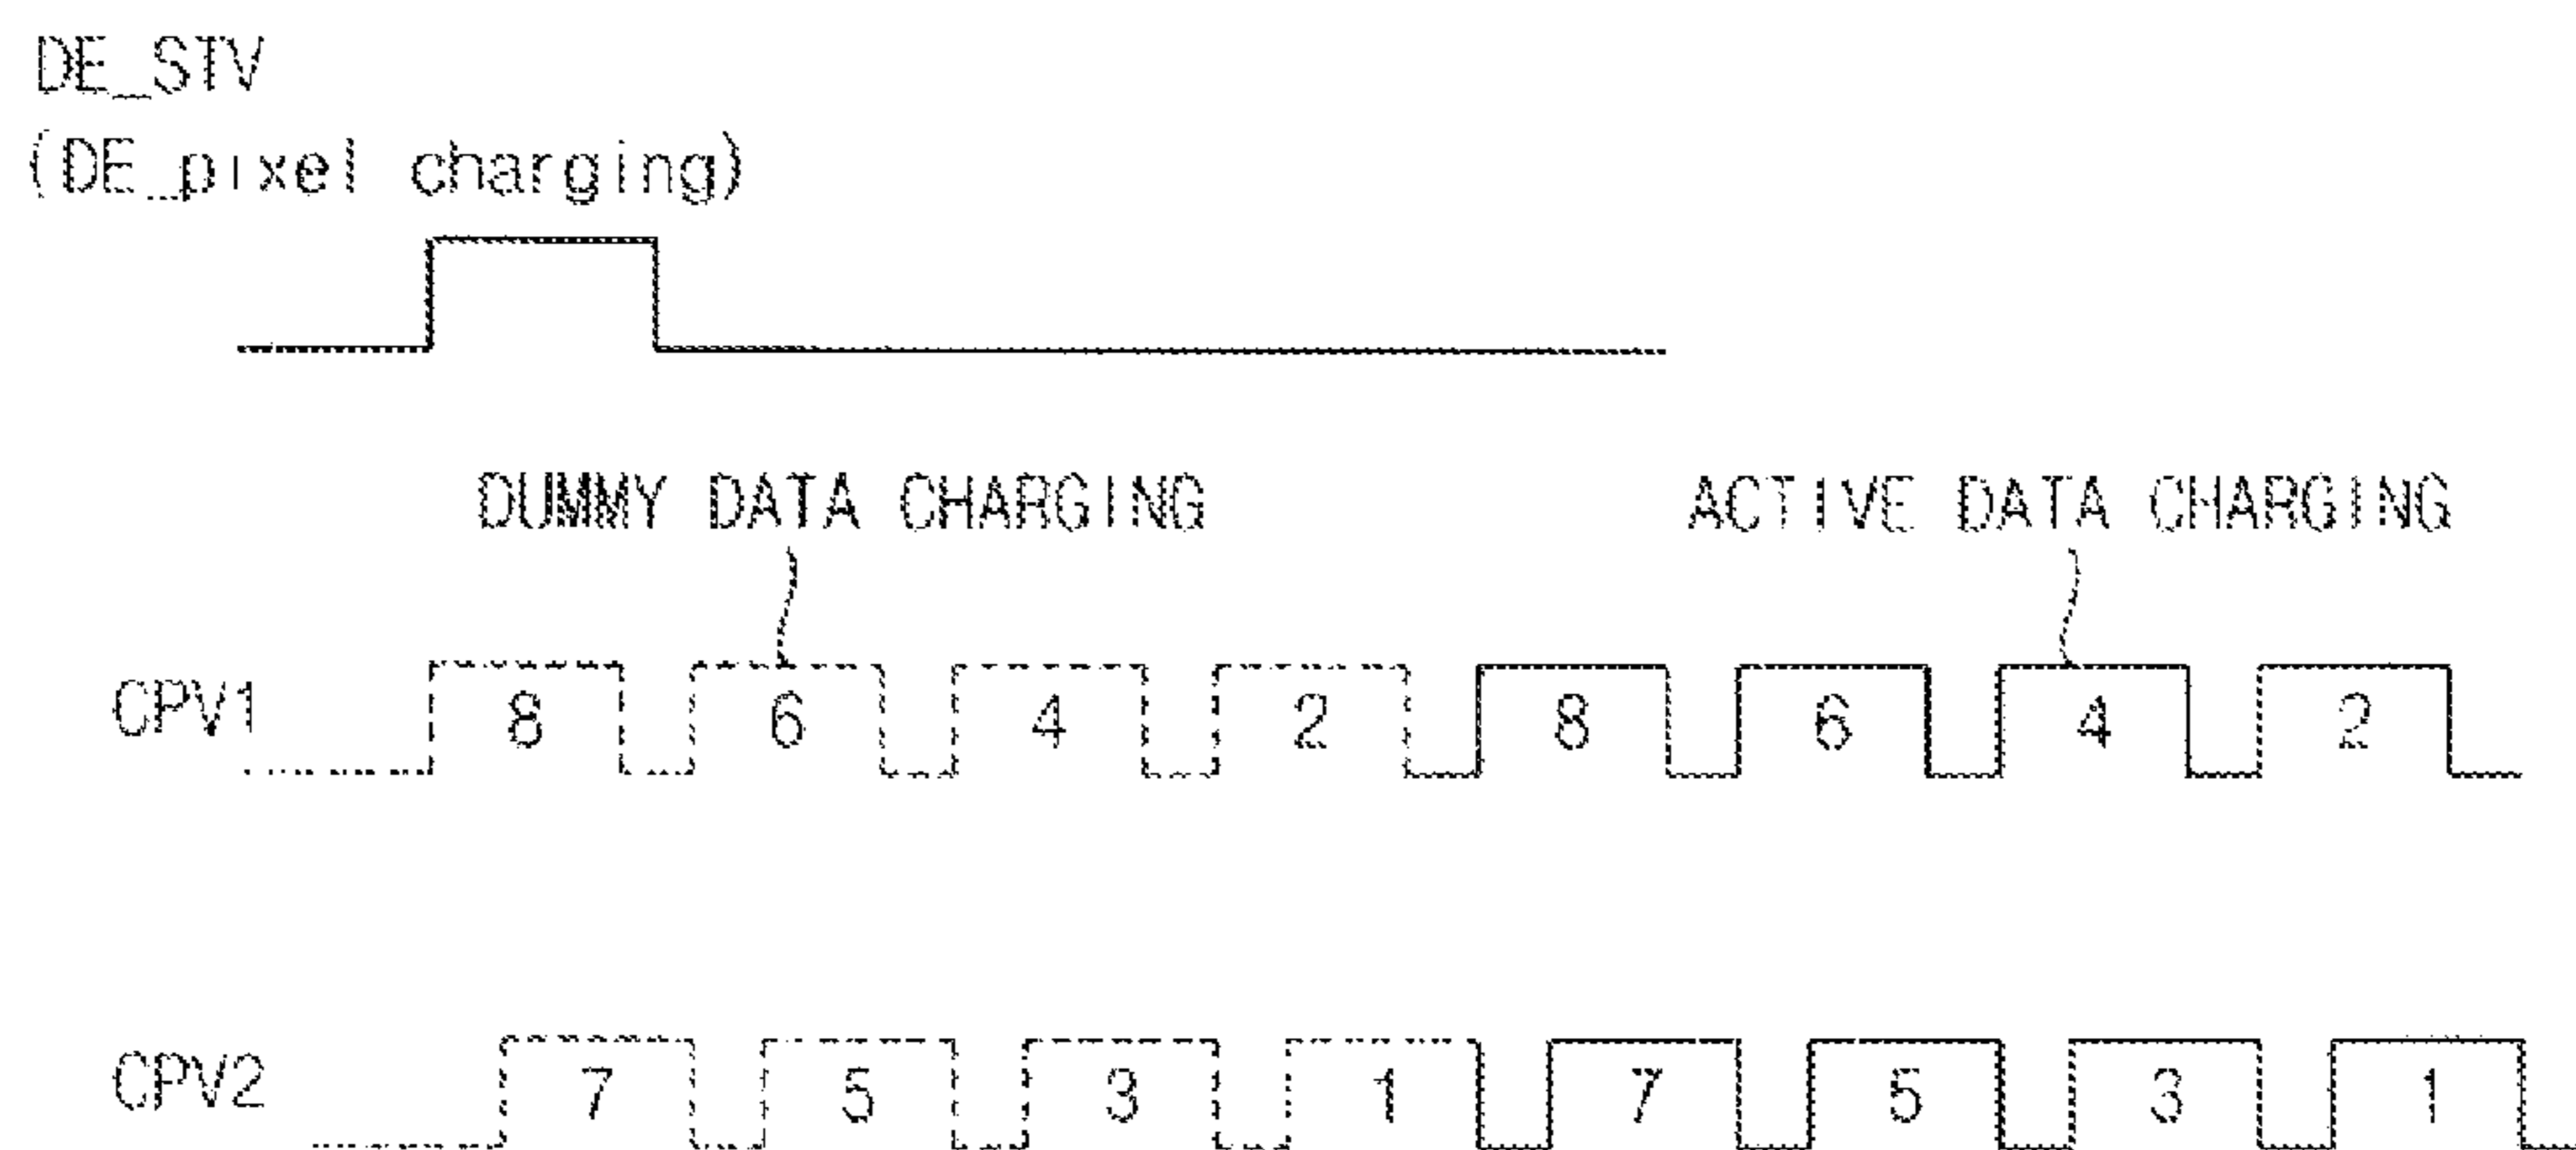 DE_STV
(DE_pixel charging)
DUMMY DATA CHARGING ACTIVE DATA CHARGING
CPV1 8 6 4 2 8 6 4 2
CPV2 7 5 3 1 7 5 3 1